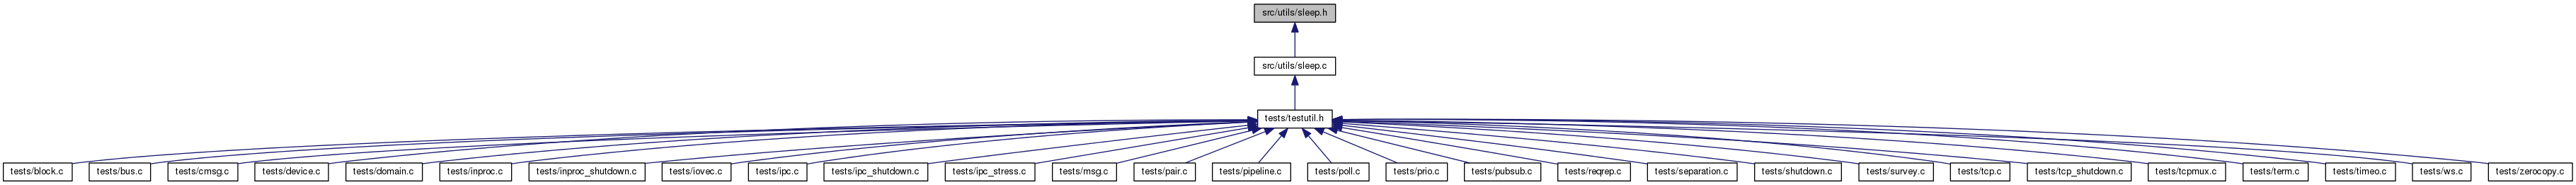 src/utils/sleep.h
src/utils/sleep.c
tests/testutil.h
tests/block.c
tests/bus.c
tests/cmsg.c
tests/device.c
tests/domain.c
tests/inproc.c
tests/inproc_shutdown.c
tests/iovec.c
tests/ipc.c
tests/ipc_shutdown.c
tests/ipc_stress.c
tests/msg.c
tests/pair.c
tests/pipeline.c
tests/poll.c
tests/prio.c
tests/pubsub.c
tests/reqrep.c
tests/separation.c
tests/shutdown.c
tests/survey.c
tests/tcp.c
tests/tcp_shutdown.c
tests/tcpmux.c
tests/term.c
tests/timeo.c
tests/ws.c
tests/zerocopy.c